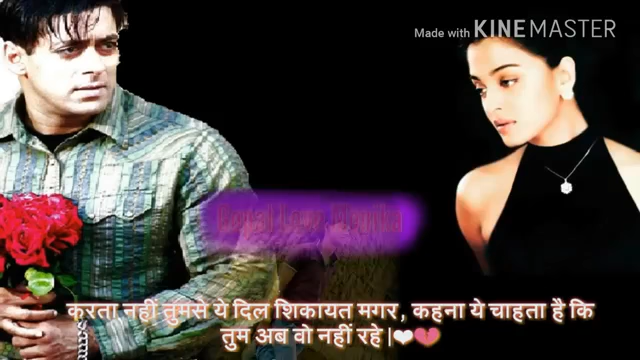 Made with KINEMASTER
करता नहीं तुमसे ये दिल शिकायत मगर , कहना ये चाहता है कि
तुम अब वो नहीं रहे |❤💔